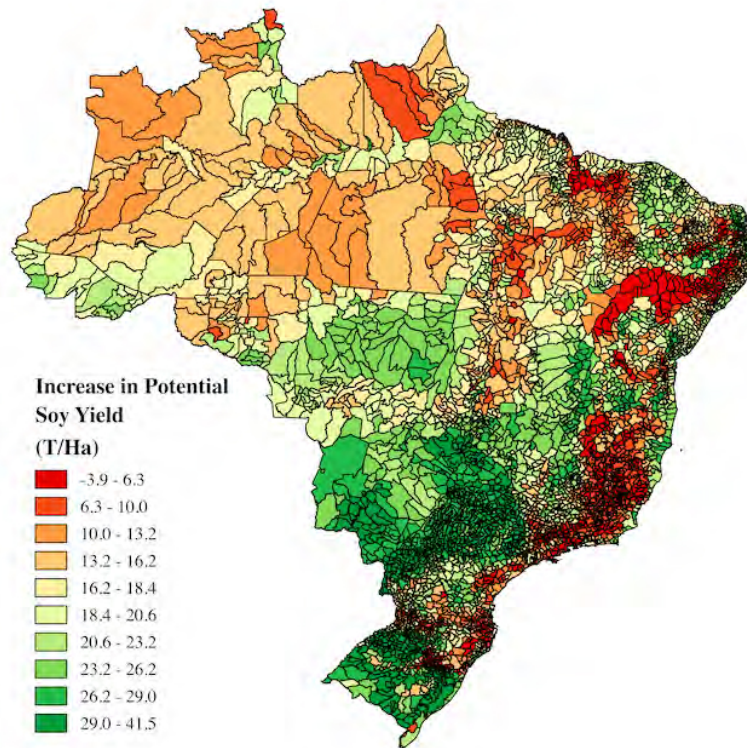 Increase in Potential
Soy Yield
(T/Ha)
-3.9 - 6.3
6.3 - 10.0
10.0 - 13.2
13.2 - 16.2
16.2 - 18.4
18.4 - 20.6
20.6 - 23.2
23.2 - 26.2
26.2 - 29.0
29.0 - 41.5